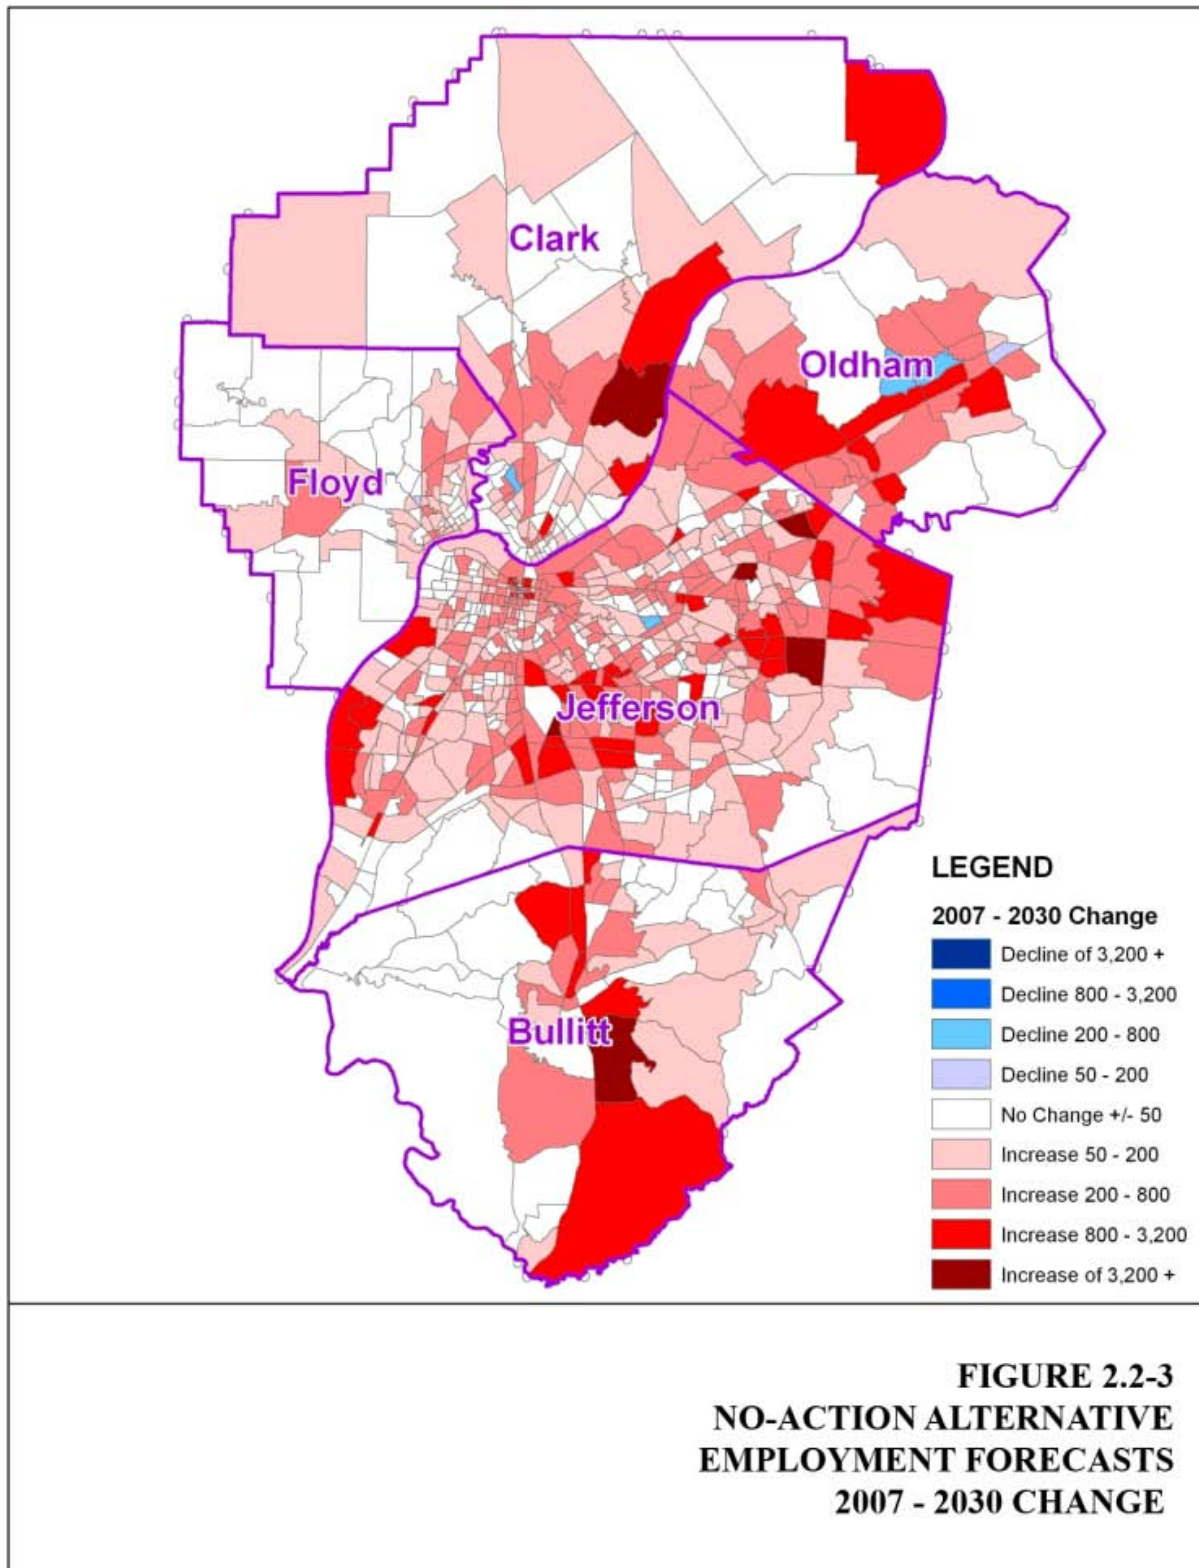 Clark
Oldham
Floyd
Jefferson
Bullitt
LEGEND
2007 - 2030 Change
Decline of 3,200 +
Decline 800 - 3,200
Decline 200 - 800
Decline 50 - 200
No Change +/- 50
Increase 50 - 200
Increase 200 - 800
Increase 800 - 3,200
Increase of 3,200 +
FIGURE 2.2-3
NO-ACTION ALTERNATIVE
EMPLOYMENT FORECASTS
2007 - 2030 CHANGE